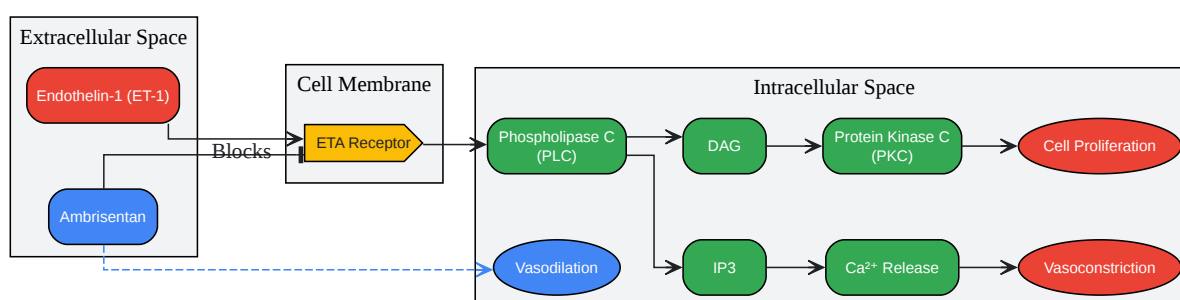 Extracellular Space
Endothelin-1 (ET-1)
Blocks
Ambrisentan
Cell Membrane
ETA Receptor
Intracellular Space
Phospholipase C
(PLC)
DAG
Protein Kinase C
(PKC)
Cell Proliferation
Vasodilation
IP3
Ca²⁺ Release
Vasoconstriction